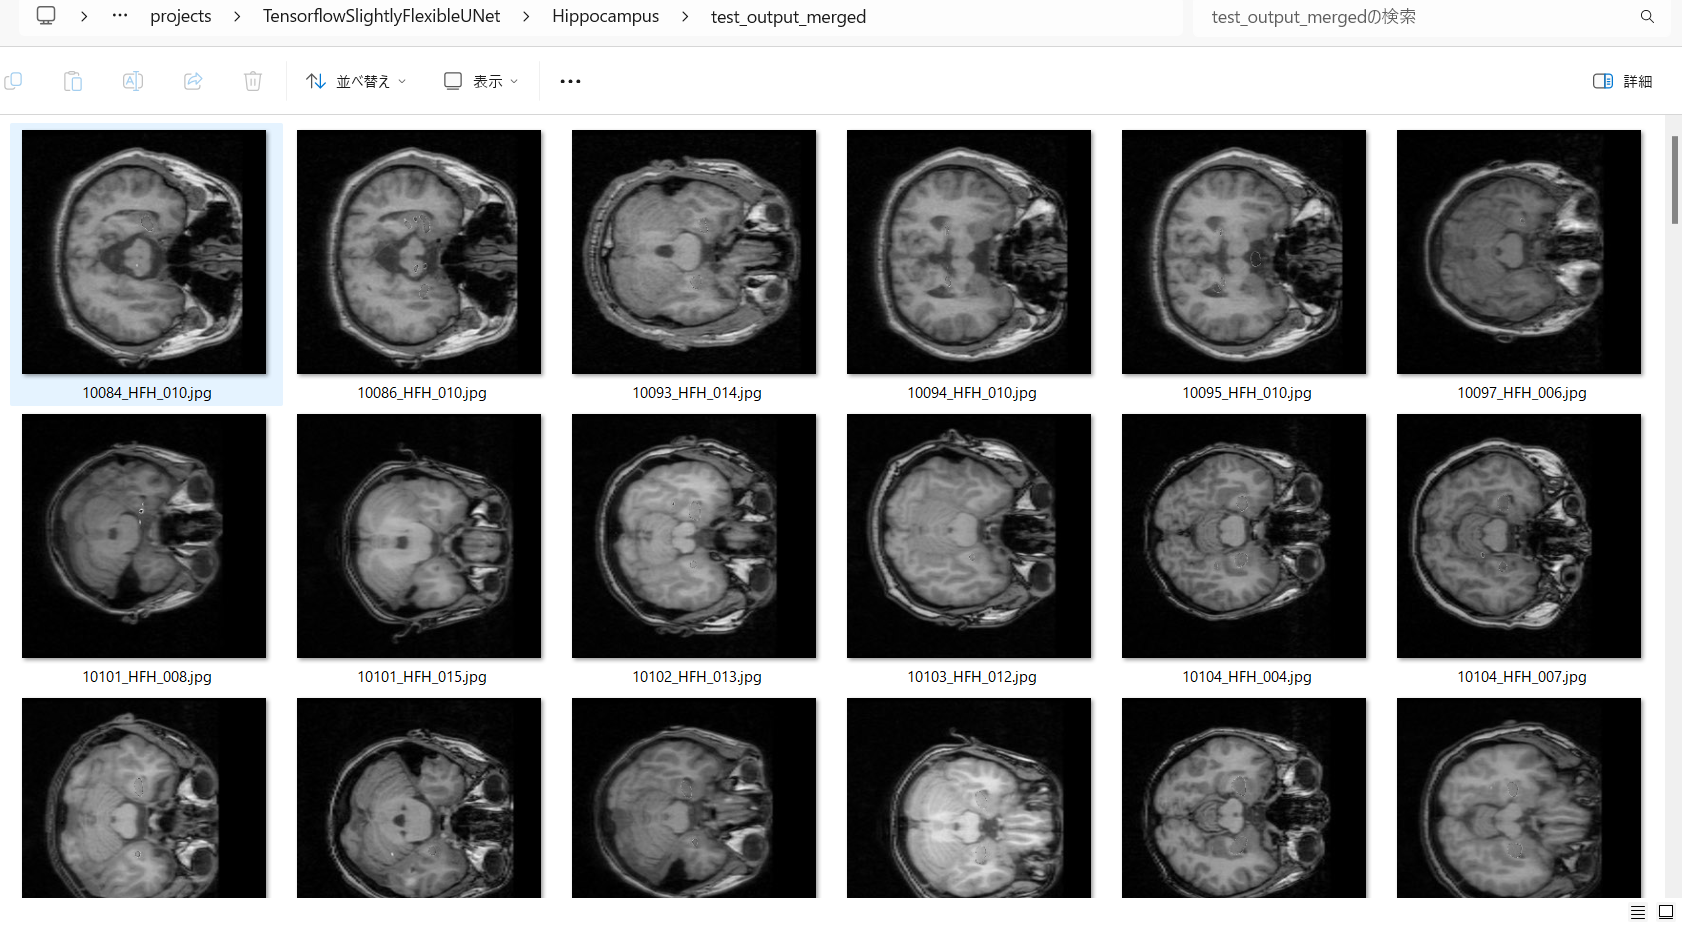 projects > TensorflowSlightlyFlexibleUNet > Hippocampus > test_output_merged
test_output_mergedの検索
並べ替え 表示 詳細
10084_HFH_010.jpg 10086_HFH_010.jpg 10093_HFH_014.jpg 10094_HFH_010.jpg 10095_HFH_010.jpg 10097_HFH_006.jpg
10101_HFH_008.jpg 10101_HFH_015.jpg 10102_HFH_013.jpg 10103_HFH_012.jpg 10104_HFH_004.jpg 10104_HFH_007.jpg